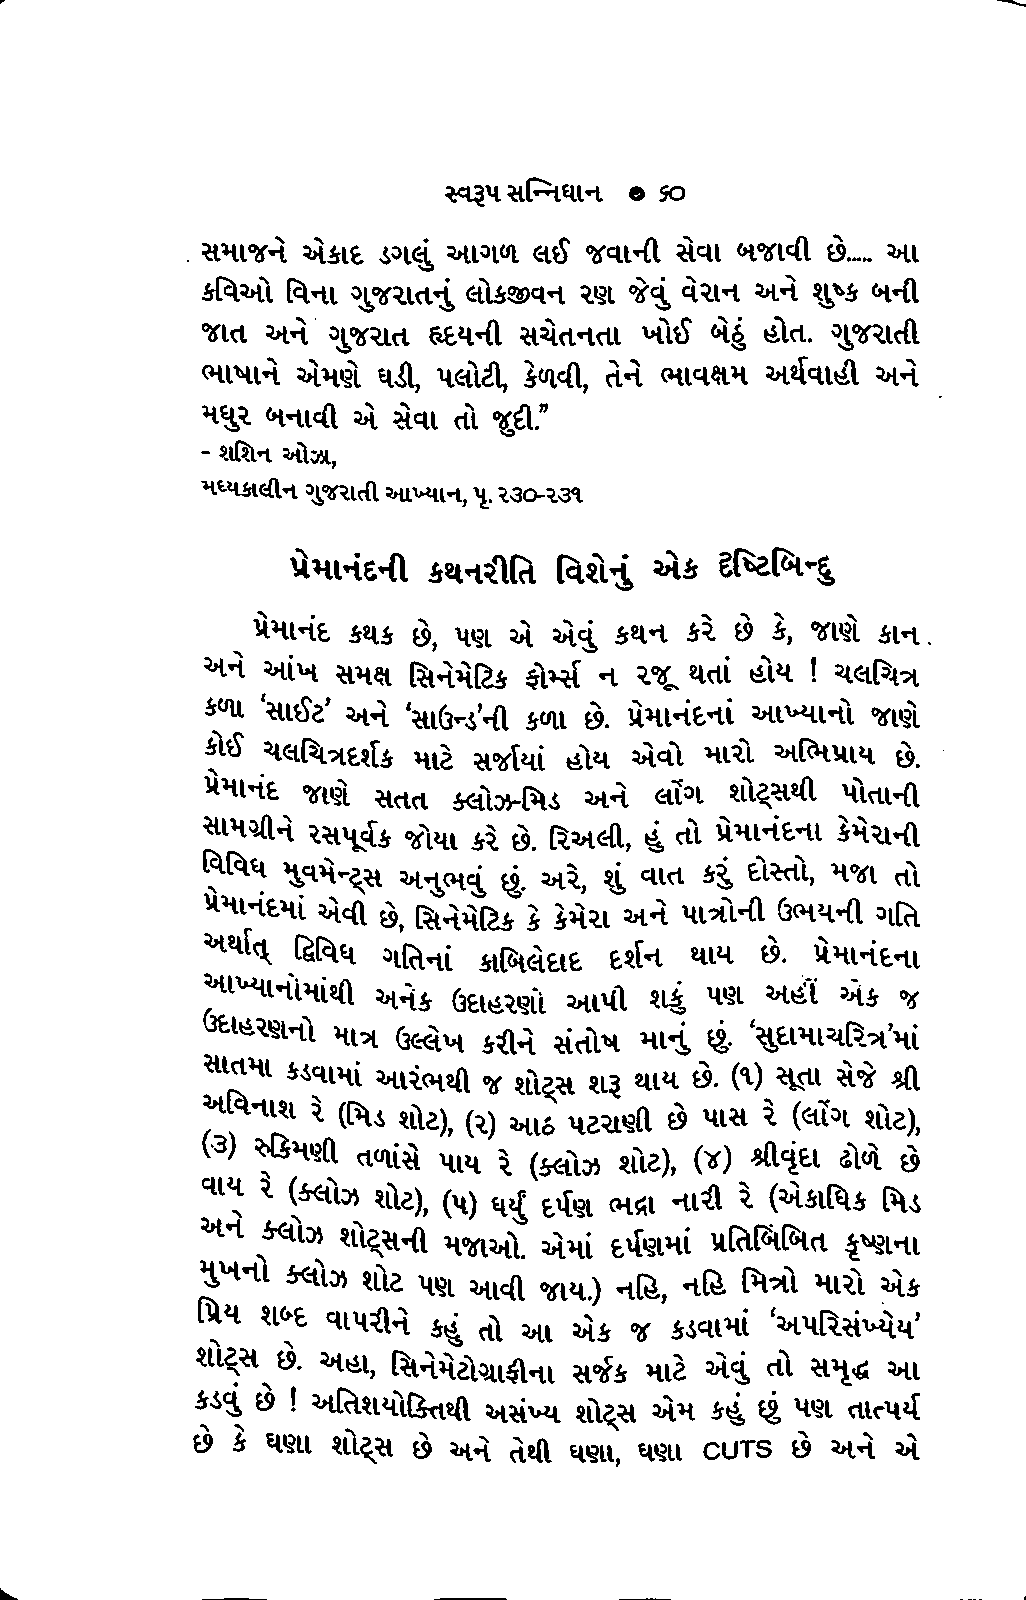 સ્વરૂપ સન્નિધાન ● ૬૦
સમાજને એકાદ ડગલું આગળ લઈ જવાની સેવા બજાવી છે..... આ
કવિઓ વિના ગુજરાતનું લોકજીવન રણ જેવું વેરાન અને શુષ્ક બની
જાત અને ગુજરાત હૃદયની સચેતનતા ખોઈ બેઠું હોત. ગુજરાતી
ભાષાને એમણે ઘડી, પલોટી, કેળવી, તેને ભાવક્ષમ અર્થવાહી અને
મધુર બનાવી એ સેવા તો જુદી.”
- શશિન ઓઝા,
મધ્યકાલીન ગુજરાતી આખ્યાન, પૃ. ૨૩૦-૨૩૧
પ્રેમાનંદની કથનરીતિ વિશેનું એક દૃષ્ટિબિન્દુ
પ્રેમાનંદ કથક છે, પણ એ એવું કથન કરે છે કે, જાણે કાન
અને આંખ સમક્ષ સિનેમેટિક ફોર્મ્સ ન રજૂ થતાં હોય ! ચલચિત્ર
કળા ‘સાઈટ’ અને ‘સાઉન્ડ’ની કળા છે. પ્રેમાનંદનાં આખ્યાનો જાણે
કોઈ ચલચિત્રદર્શક માટે સર્જાયાં હોય એવો મારો અભિપ્રાય છે.
પ્રેમાનંદ જાણે સતત ક્લોઝ-મિડ અને લોંગ શોટ્સથી પોતાની
સામગ્રીને રસપૂર્વક જોયા કરે છે. રિઅલી, હું તો પ્રેમાનંદના કેમેરાની
વિવિધ મુવમેન્ટ્સ અનુભવું છું. અરે, શું વાત કરું દોસ્તો, મજા તો
પ્રેમાનંદમાં એવી છે, સિનેમેટિક કે કેમેરા અને પાત્રોની ઉભયની ગતિ
અર્થાત્ દ્વિવિધ ગતિનાં કાબિલેદાદ દર્શન થાય છે. પ્રેમાનંદના
આખ્યાનોમાંથી અનેક ઉદાહરણો આપી શકું પણ અહીં એક જ
ઉદાહરણનો માત્ર ઉલ્લેખ કરીને સંતોષ માનું છું. ‘સુદામાચરિત્ર’માં
સાતમા કડવામાં આરંભથી જ શોટ્સ શરૂ થાય છે. (૧) સૂતા સેજે શ્રી
અવિનાશ રે (મિડ શોટ), (૨) આઠ પટરાણી છે પાસ રે (લોંગ શોટ),
(૩) રુકિમણી તળાંસે પાય રે (ક્લોઝ શોટ), (૪) શ્રીવૃંદા ઢોળે છે
વાય રે (ક્લોઝ શોટ), (૫) ધર્યું દર્પણ ભદ્રા નારી રે (એકાધિક મિડ
અને ક્લોઝ શોટ્સની મજાઓ. એમાં દર્પણમાં પ્રતિબિંબિત કૃષ્ણના
મુખનો ક્લોઝ શોટ પણ આવી જાય.) નહિ, નહિ મિત્રો મારો એક
પ્રિય શબ્દ વાપરીને કહું તો આ એક જ કડવામાં ‘અપરિસંખ્યેય’
શોટ્સ છે. અહા, સિનેમેટોગ્રાફીના સર્જક માટે એવું તો સમૃદ્ધ આ
કડવું છે ! અતિશયોક્તિથી અસંખ્ય શોટ્સ એમ કહું છું પણ તાત્પર્ય
છે કે ઘણા શોટ્સ છે અને તેથી ઘણા, ઘણા CUTS છે અને એ